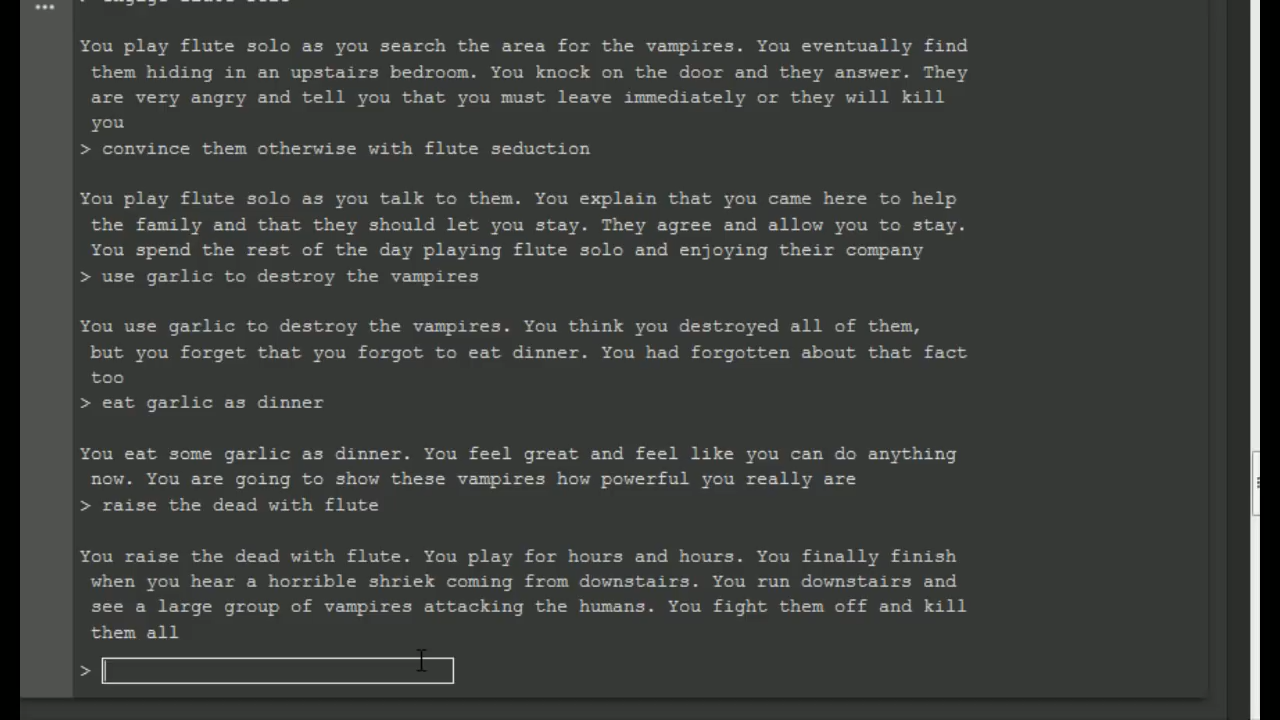 You play flute solo as you search the area for the vampires. You eventually find
them hiding in an upstairs bedroom. You knock on the door and they answer. They
are very angry and tell you that you must leave immediately or they will kill
you
> convince them otherwise with flute seduction
You play flute solo as you talk to them. You explain that you came here to help
the family and that they should let you stay. They agree and allow you to stay.
You spend the rest of the day playing flute solo and enjoying their company
> use garlic to destroy the vampires
You use garlic to destroy the vampires. You think you destroyed all of them,
but you forget that you forgot to eat dinner. You had forgotten about that fact
too
> eat garlic as dinner
You eat some garlic as dinner. You feel great and feel like you can do anything
now. You are going to show these vampires how powerful you really are
> raise the dead with flute
You raise the dead with flute. You play for hours and hours. You finally finish
when you hear a horrible shriek coming from downstairs. You run downstairs and
see a large group of vampires attacking the humans. You fight them off and kill
them all
>